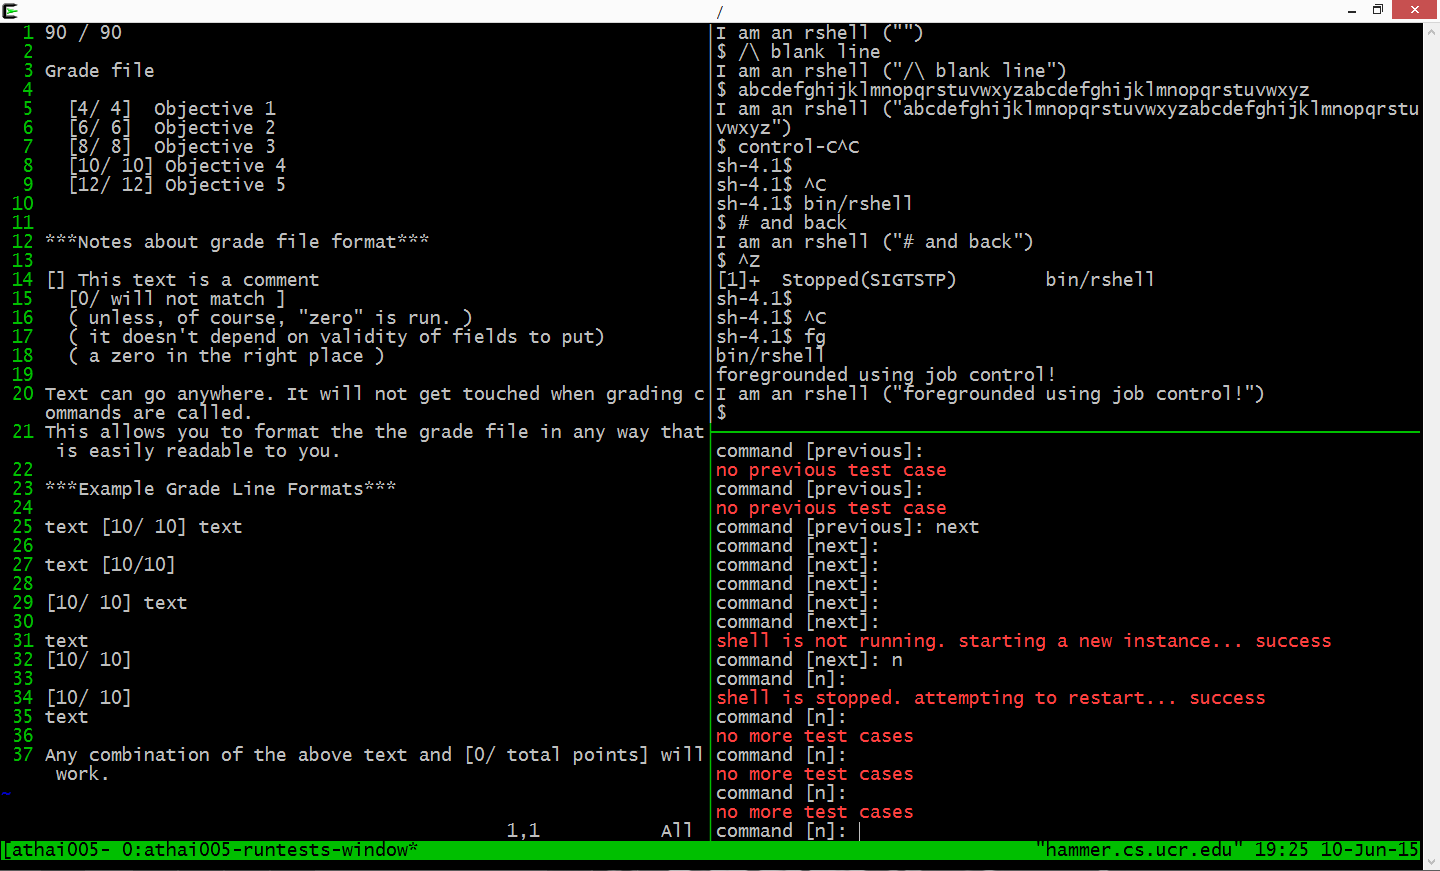 /
1 90 / 90
2
3 Grade file
4
5   [4/ 4]  Objective 1
6   [6/ 6]  Objective 2
7   [8/ 8]  Objective 3
8   [10/ 10] Objective 4
9   [12/ 12] Objective 5
10
11
12 ***Notes about grade file format***
13
14 [] This text is a comment
15   [0/ will not match ]
16   ( unless, of course, "zero" is run. )
17   ( it doesn't depend on validity of fields to put)
18   ( a zero in the right place )
19
20 Text can go anywhere. It will not get touched when grading c
ommands are called.
21 This allows you to format the the grade file in any way that
 is easily readable to you.
22
23 ***Example Grade Line Formats***
24
25 text [10/ 10] text
26
27 text [10/10]
28
29 [10/ 10] text
30
31 text
32 [10/ 10]
33
34 [10/ 10]
35 text
36
37 Any combination of the above text and [0/ total points] will
 work.
~
1,1           All
I am an rshell ("")
$ /\ blank line
I am an rshell ("/\ blank line")
$ abcdefghijklmnopqrstuvwxyzabcdefghijklmnopqrstuvwxyz
I am an rshell ("abcdefghijklmnopqrstuvwxyzabcdefghijklmnopqrstu
vwxyz")
$ control-C^C
sh-4.1$
sh-4.1$ ^C
sh-4.1$ bin/rshell
$ # and back
I am an rshell ("# and back")
$ ^Z
[1]+  Stopped(SIGTSTP)        bin/rshell
sh-4.1$
sh-4.1$ ^C
sh-4.1$ fg
bin/rshell
foregrounded using job control!
I am an rshell ("foregrounded using job control!")
$
command [previous]:
no previous test case
command [previous]:
no previous test case
command [previous]: next
command [next]:
command [next]:
command [next]:
command [next]:
command [next]:
shell is not running. starting a new instance... success
command [next]: n
command [n]:
shell is stopped. attempting to restart... success
command [n]:
no more test cases
command [n]:
no more test cases
command [n]:
no more test cases
command [n]:
[athai005- 0:athai005-runtests-window*          "hammer.cs.ucr.edu" 19:25 10-Jun-15